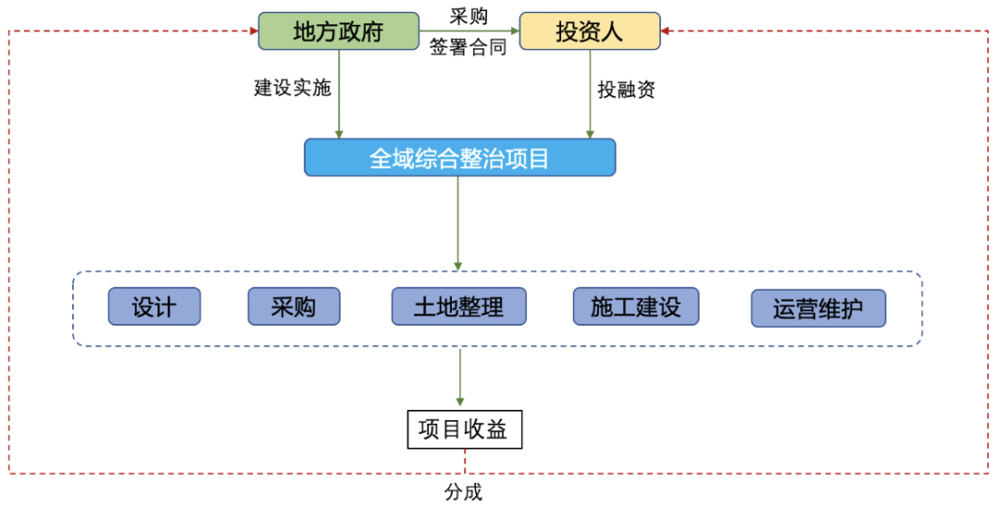 采购
地方政府
投资人
签署合同
建设实施
投融资
全域综合整治项目
设计
采购
土地整理
施工建设
运营维护
项目收益
分成